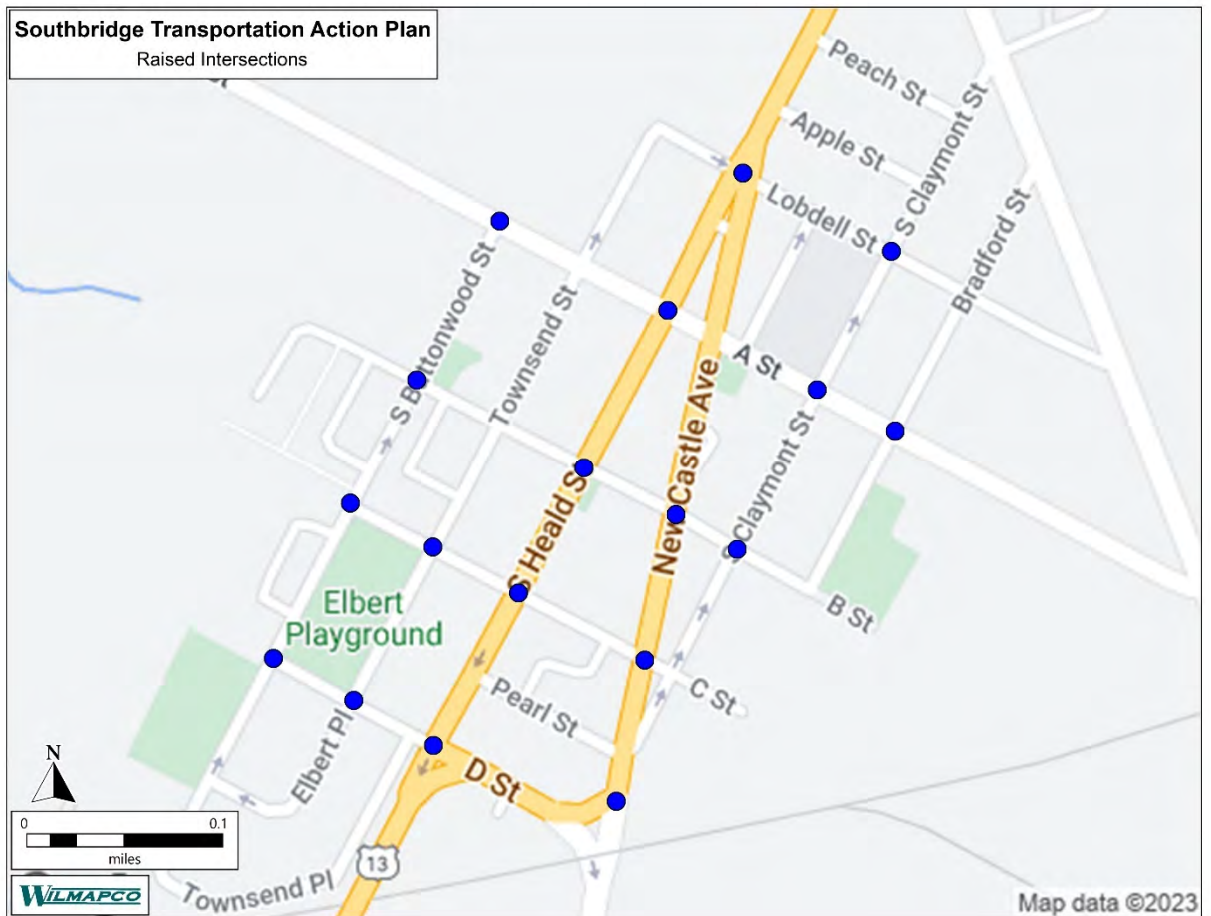 Southbridge Transportation Action Plan
Raised Intersections
Peach St
Apple St
S Claymont St
Lobdell St
Bradford St
S Buttonwood St
Townsend St
A St
New Castle Ave
S Heald St
S Claymont St
B St
Elbert
Playground
C St
Pearl St
Elbert Pl
D St
N
0 0.1
miles
13
Townsend Pl
WILMAPCO
Map data ©2023